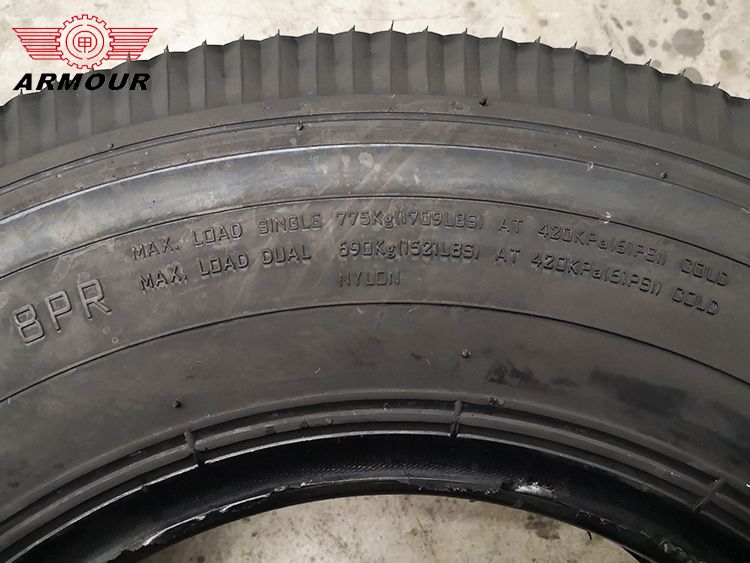 ARMOUR
MAX. LOAD SINGLE 775Kg(1709LBS) AT 420KPa(61PSI) COLD
MAX. LOAD DUAL 690Kg(1521LBS) AT 420KPa(61PSI) COLD
NYLON
8PR